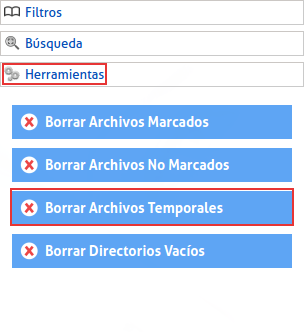 Filtros
Búsqueda
Herramientas
Borrar Archivos Marcados
Borrar Archivos No Marcados
Borrar Archivos Temporales
Borrar Directorios Vacíos